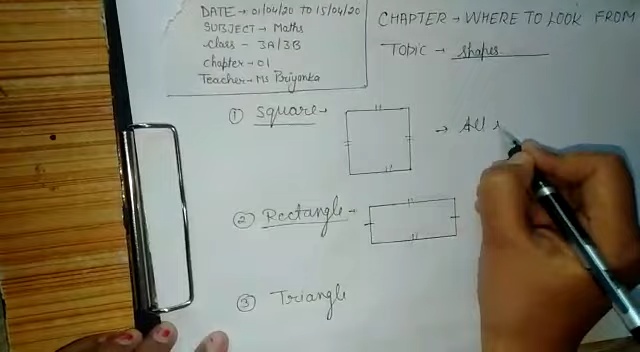 DATE → 01/04/20 TO 15/04/20
SUBJECT → Maths
class - 3A/3B
chapter → 01
Teacher → Ms Priyonka
CHAPTER → WHERE TO LOOK FROM
TOPIC → shapes
① Square →
→ All s
② Rectangle →
③ Triangle